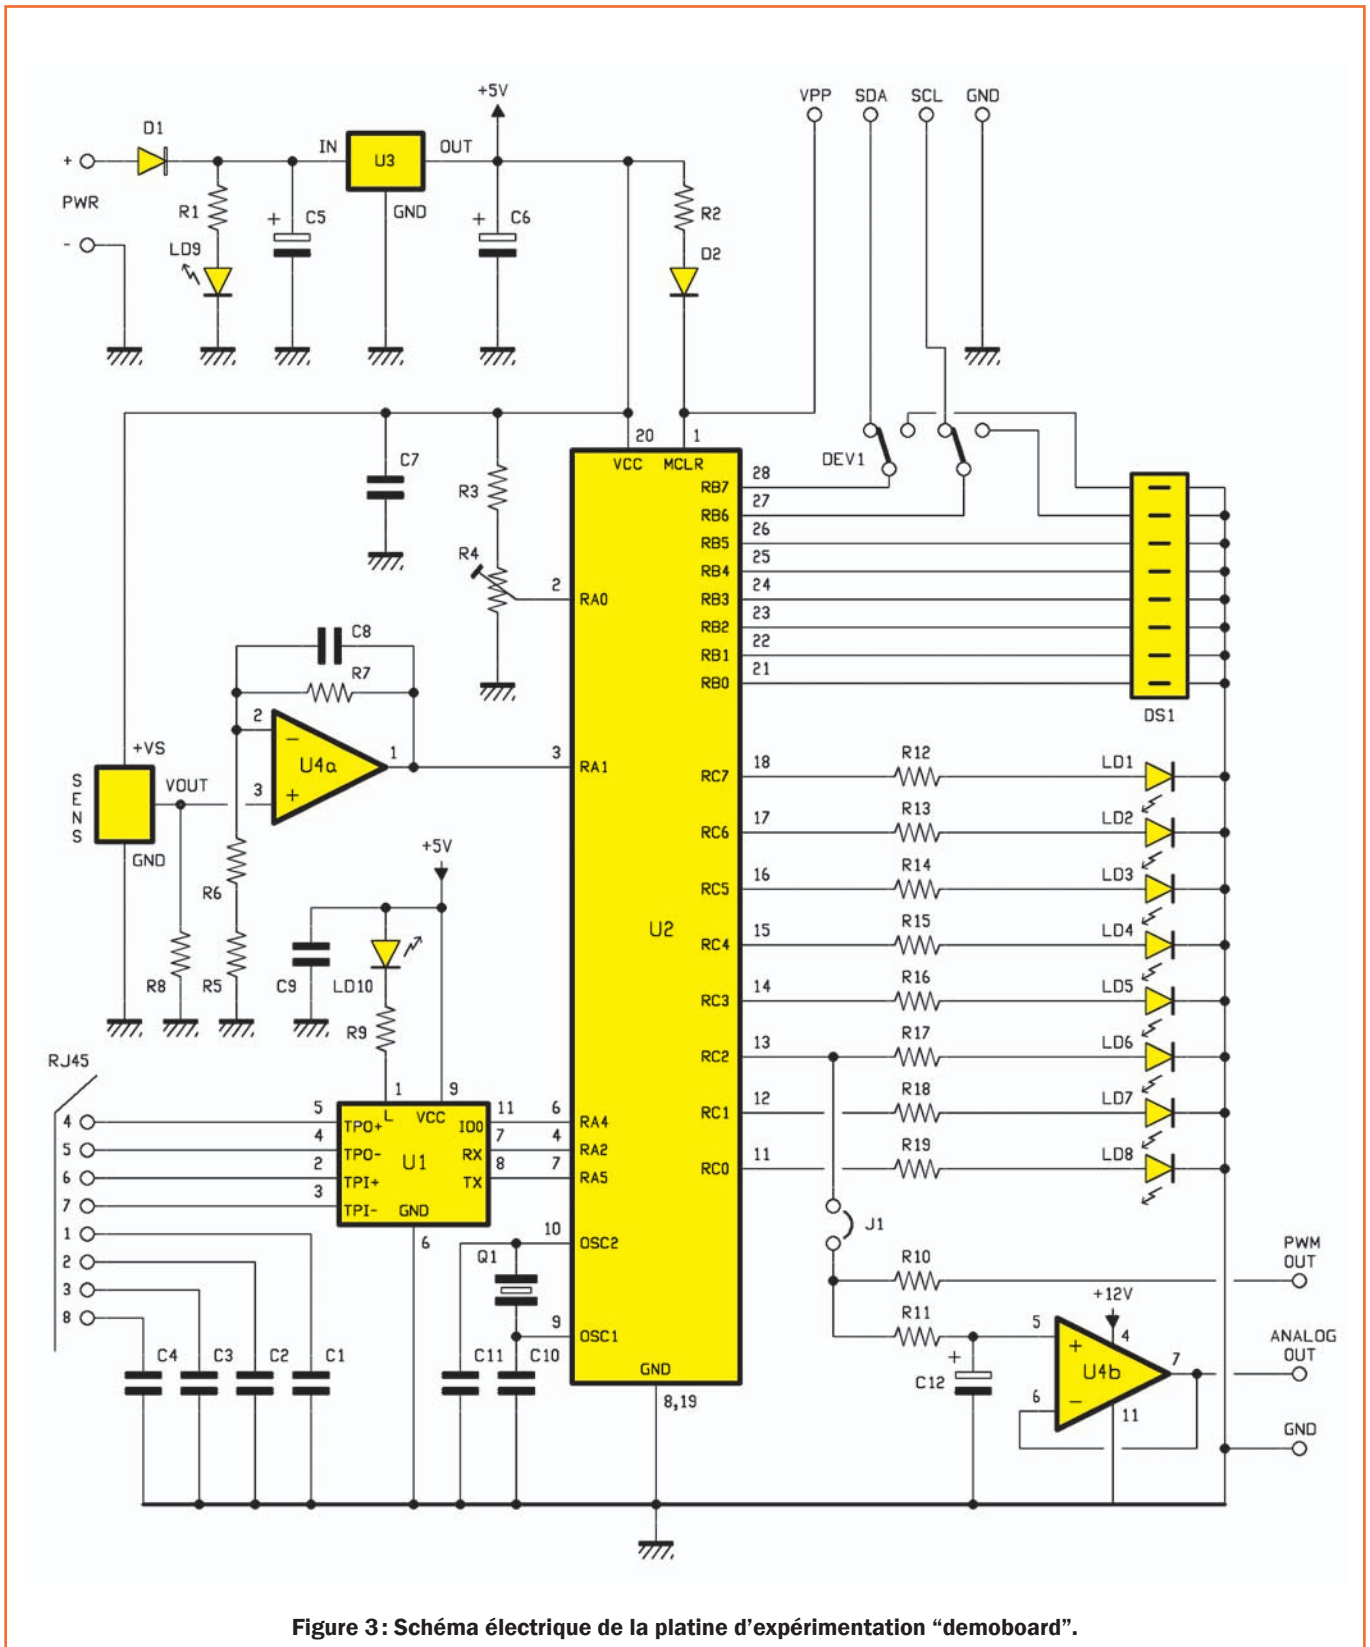 +5V
VPP SDA SCL GND
D1
+
IN U3 OUT
PWR
GND
R1
+ C5
+ C6
R2
-
LD9
D2
20 1
VCC MCLR
DEV1
C7
R3
R4
2 RA0
RB7 28
RB6 27
RB5 26
RB4 25
RB3 24
RB2 23
RB1 22
RB0 21
DS1
C8
R7
2
-
U4a
1
3 RA1
3
+
+VS
SENS
VOUT
GND
R6
R8
R5
+5V
C9
LD10
R9
U2
RC7 18 R12 LD1
RC6 17 R13 LD2
RC5 16 R14 LD3
RC4 15 R15 LD4
RC3 14 R16 LD5
RC2 13 R17 LD6
RC1 12 R18 LD7
RC0 11 R19 LD8
RJ45
4
5
6
7
1
2
3
8
1 9
L VCC
5 TPO+
4 TPO-
2 TPI+
3 TPI-
U1
GND
6
IO0 11
RX 7
TX 8
6 RA4
4 RA2
7 RA5
10 OSC2
Q1
9 OSC1
C4 C3 C2 C1
C11 C10
GND
8,19
J1
R10
PWM
OUT
R11
+12V
5
+
4
U4b
7
6
-
11
+
C12
ANALOG
OUT
GND
Figure 3: Schéma électrique de la platine d’expérimentation “demoboard”.